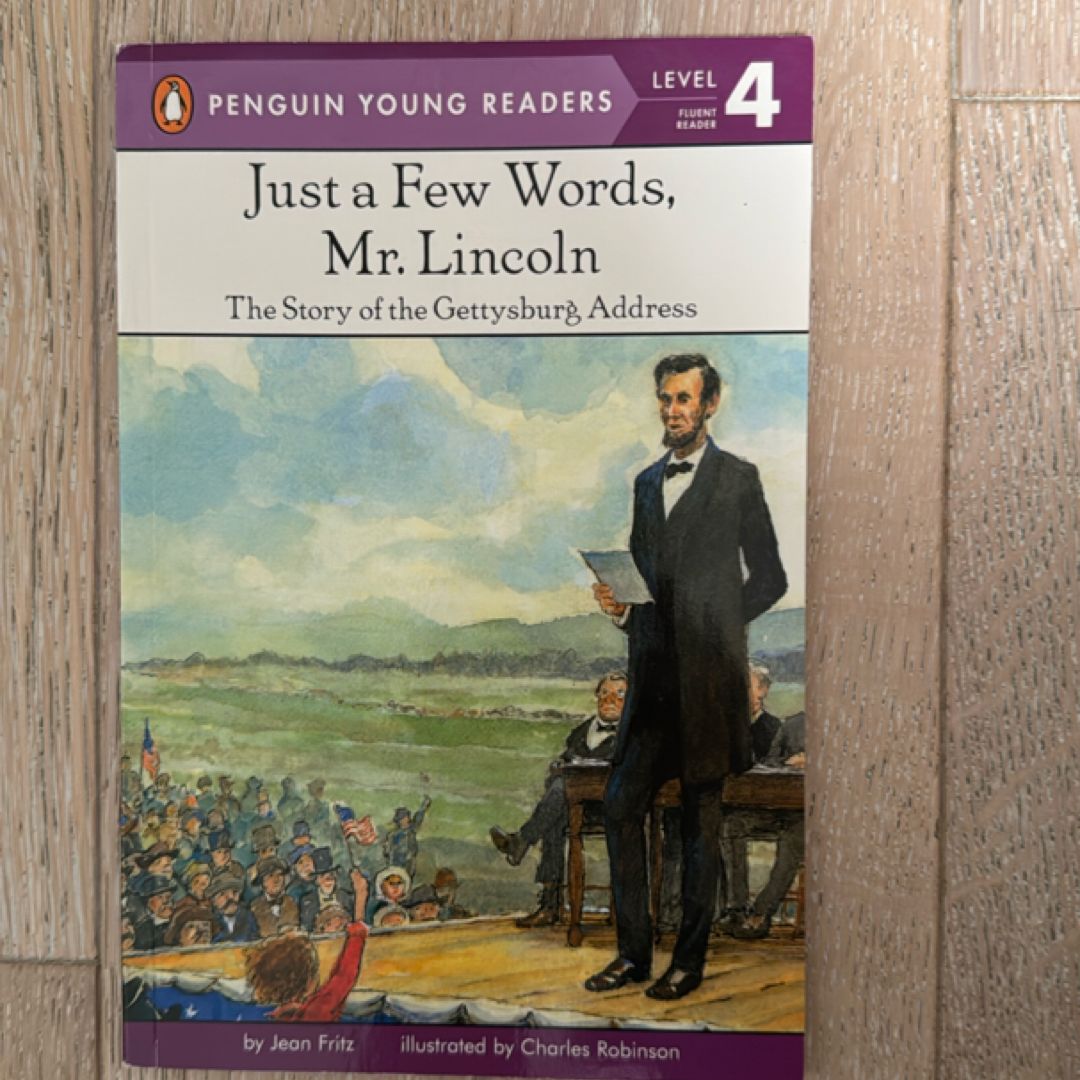 PENGUIN YOUNG READERS
LEVEL 4
FLUENT
READER
Just a Few Words,
Mr. Lincoln
The Story of the Gettysburg Address
by Jean Fritz illustrated by Charles Robinson